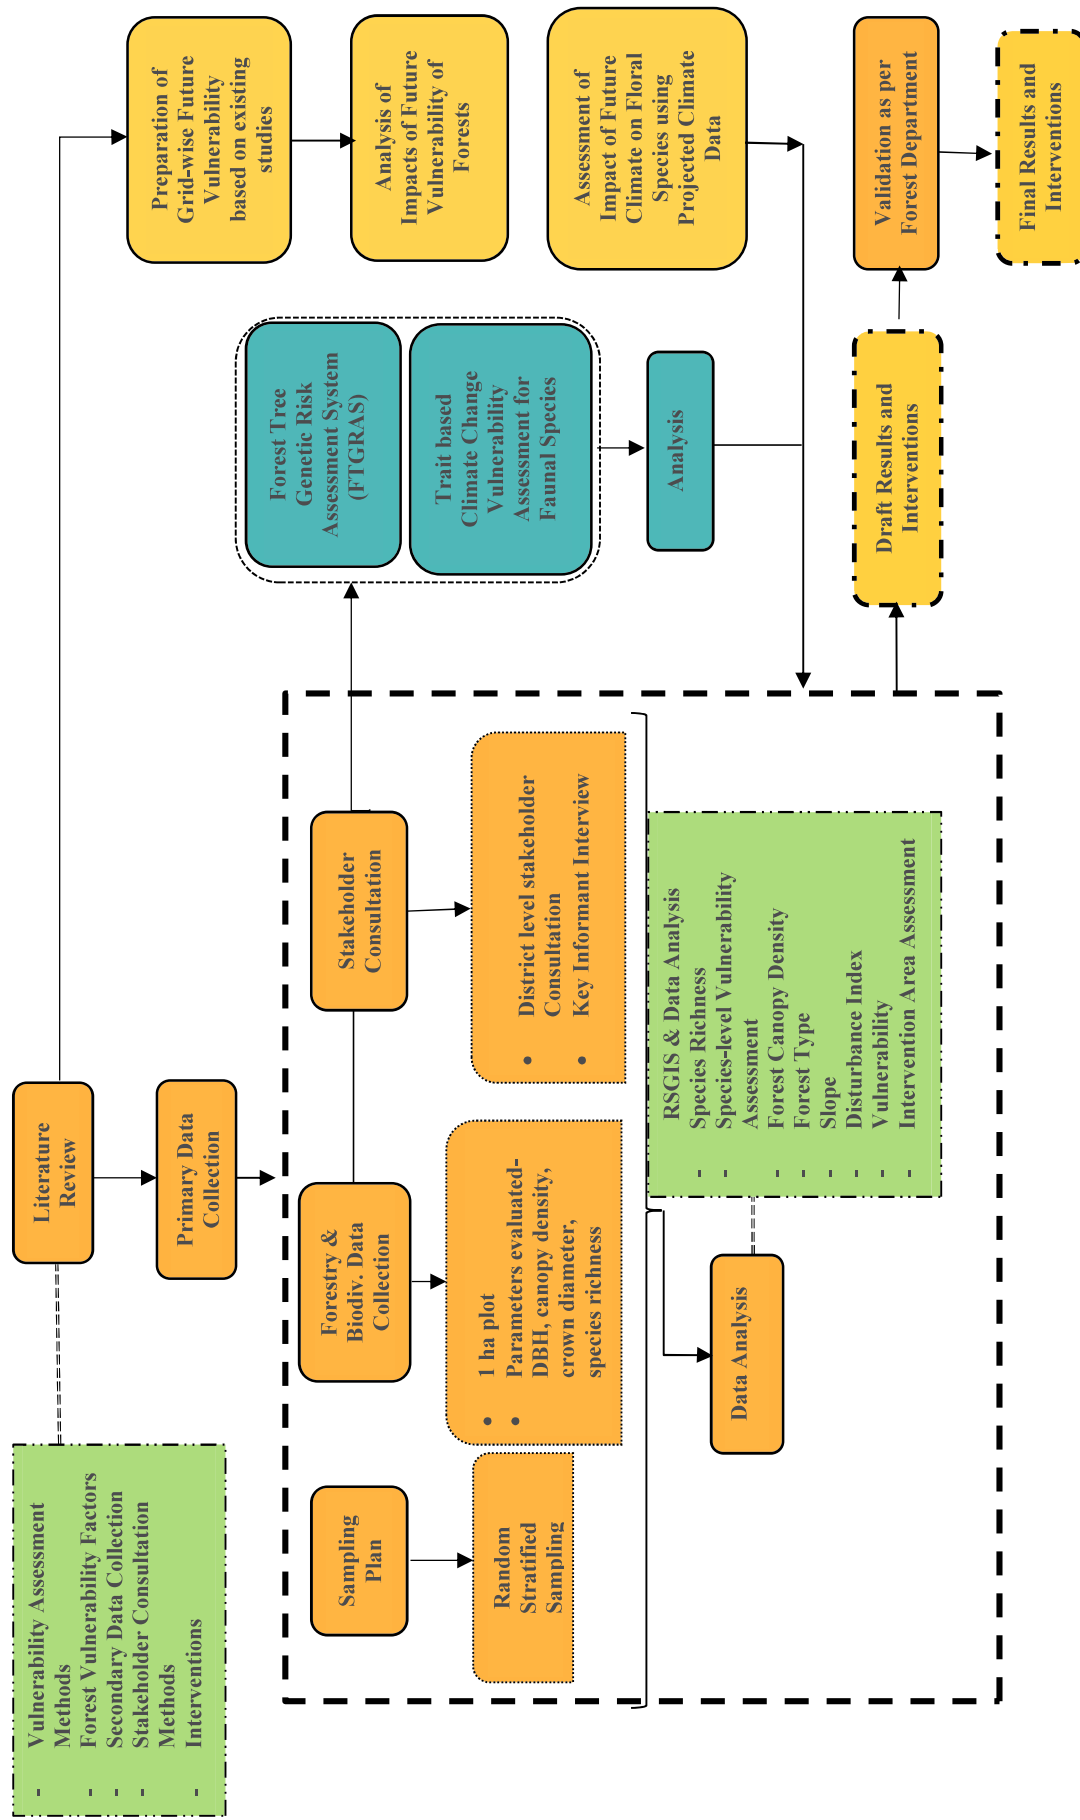 - Vulnerability Assessment
Methods
- Forest Vulnerability Factors
- Secondary Data Collection
- Stakeholder Consultation
Methods
- Interventions
Literature
Review
Primary Data
Collection
Preparation of
Grid-wise Future
Vulnerability
based on existing
studies
Analysis of
Impacts of Future
Vulnerability of
Forests
Assessment of
Impact of Future
Climate on Floral
Species using
Projected Climate
Data
Forest Tree
Genetic Risk
Assessment System
(FTGRAS)
Trait based
Climate Change
Vulnerability
Assessment for
Faunal Species
Analysis
Sampling
Plan
Random
Stratified
Sampling
Forestry &
Biodiv. Data
Collection
• 1 ha plot
• Parameters evaluated-
DBH, canopy density,
crown diameter,
species richness
Stakeholder
Consultation
• District level stakeholder
Consultation
• Key Informant Interview
Data Analysis
RSGIS & Data Analysis
- Species Richness
- Species-level Vulnerability
Assessment
- Forest Canopy Density
- Forest Type
- Slope
- Disturbance Index
- Vulnerability
- Intervention Area Assessment
Draft Results and
Interventions
Validation as per
Forest Department
Final Results and
Interventions